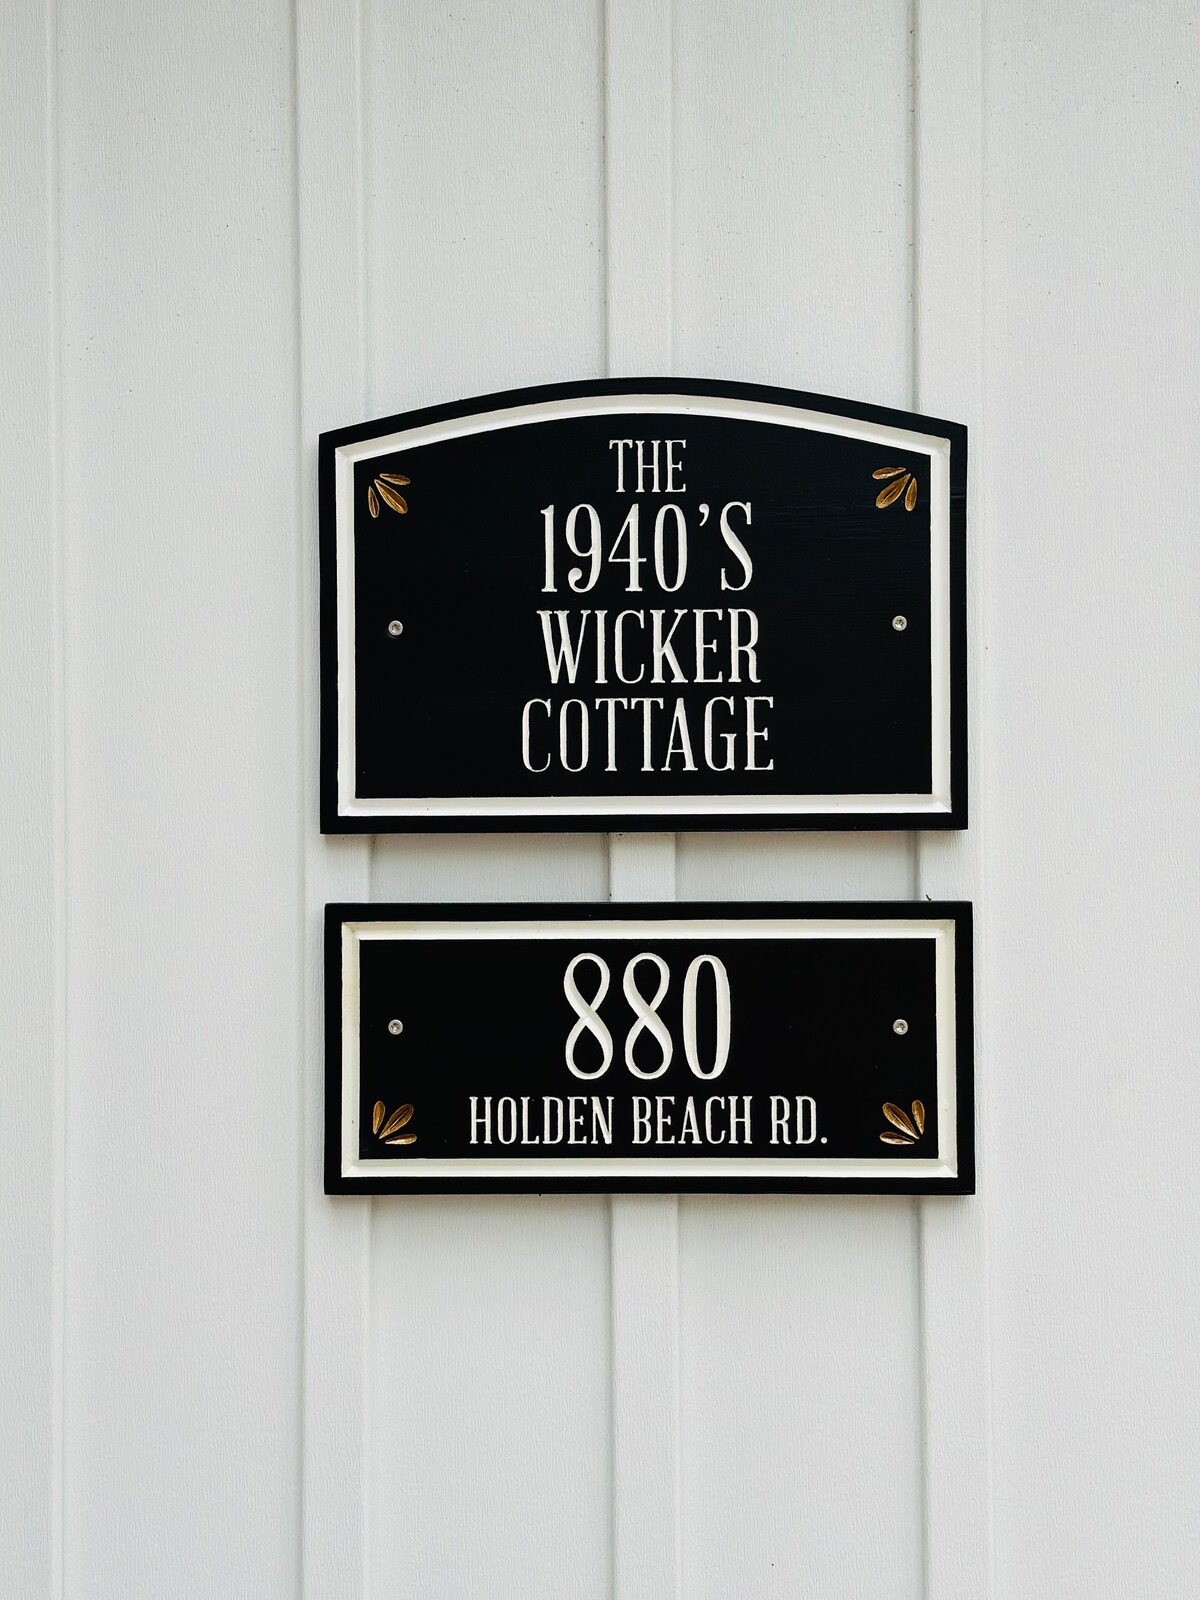 THE
1940'S
WICKER
COTTAGE
880
HOLDEN BEACH RD.